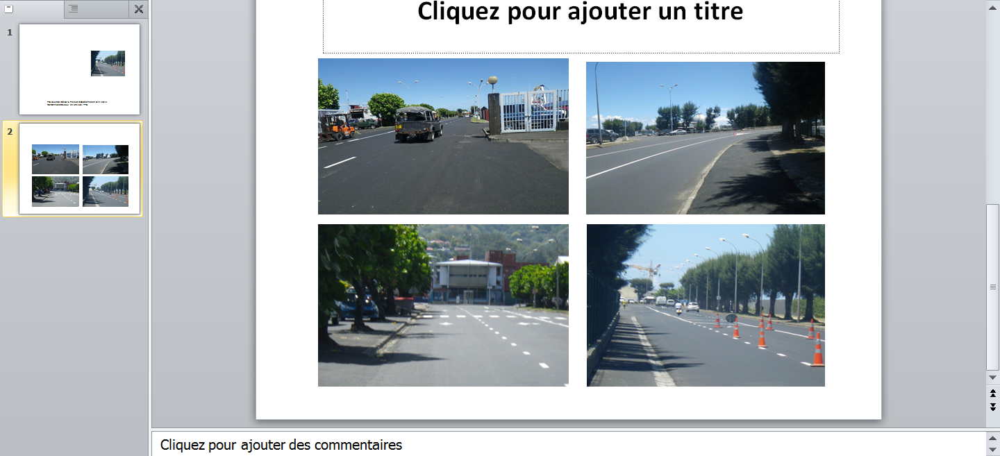 Cliquez pour ajouter un titre
1
2
Cliquez pour ajouter des commentaires